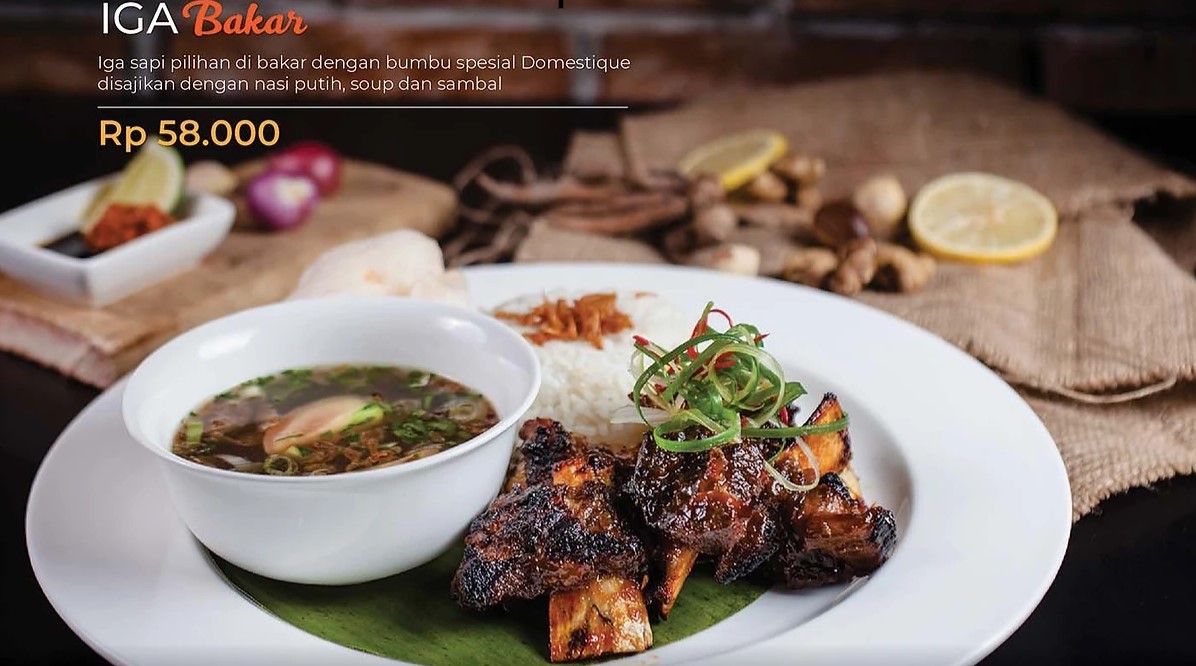 IGA Bakar
Iga sapi pilihan di bakar dengan bumbu spesial Domestique
disajikan dengan nasi putih, soup dan sambal
Rp 58.000